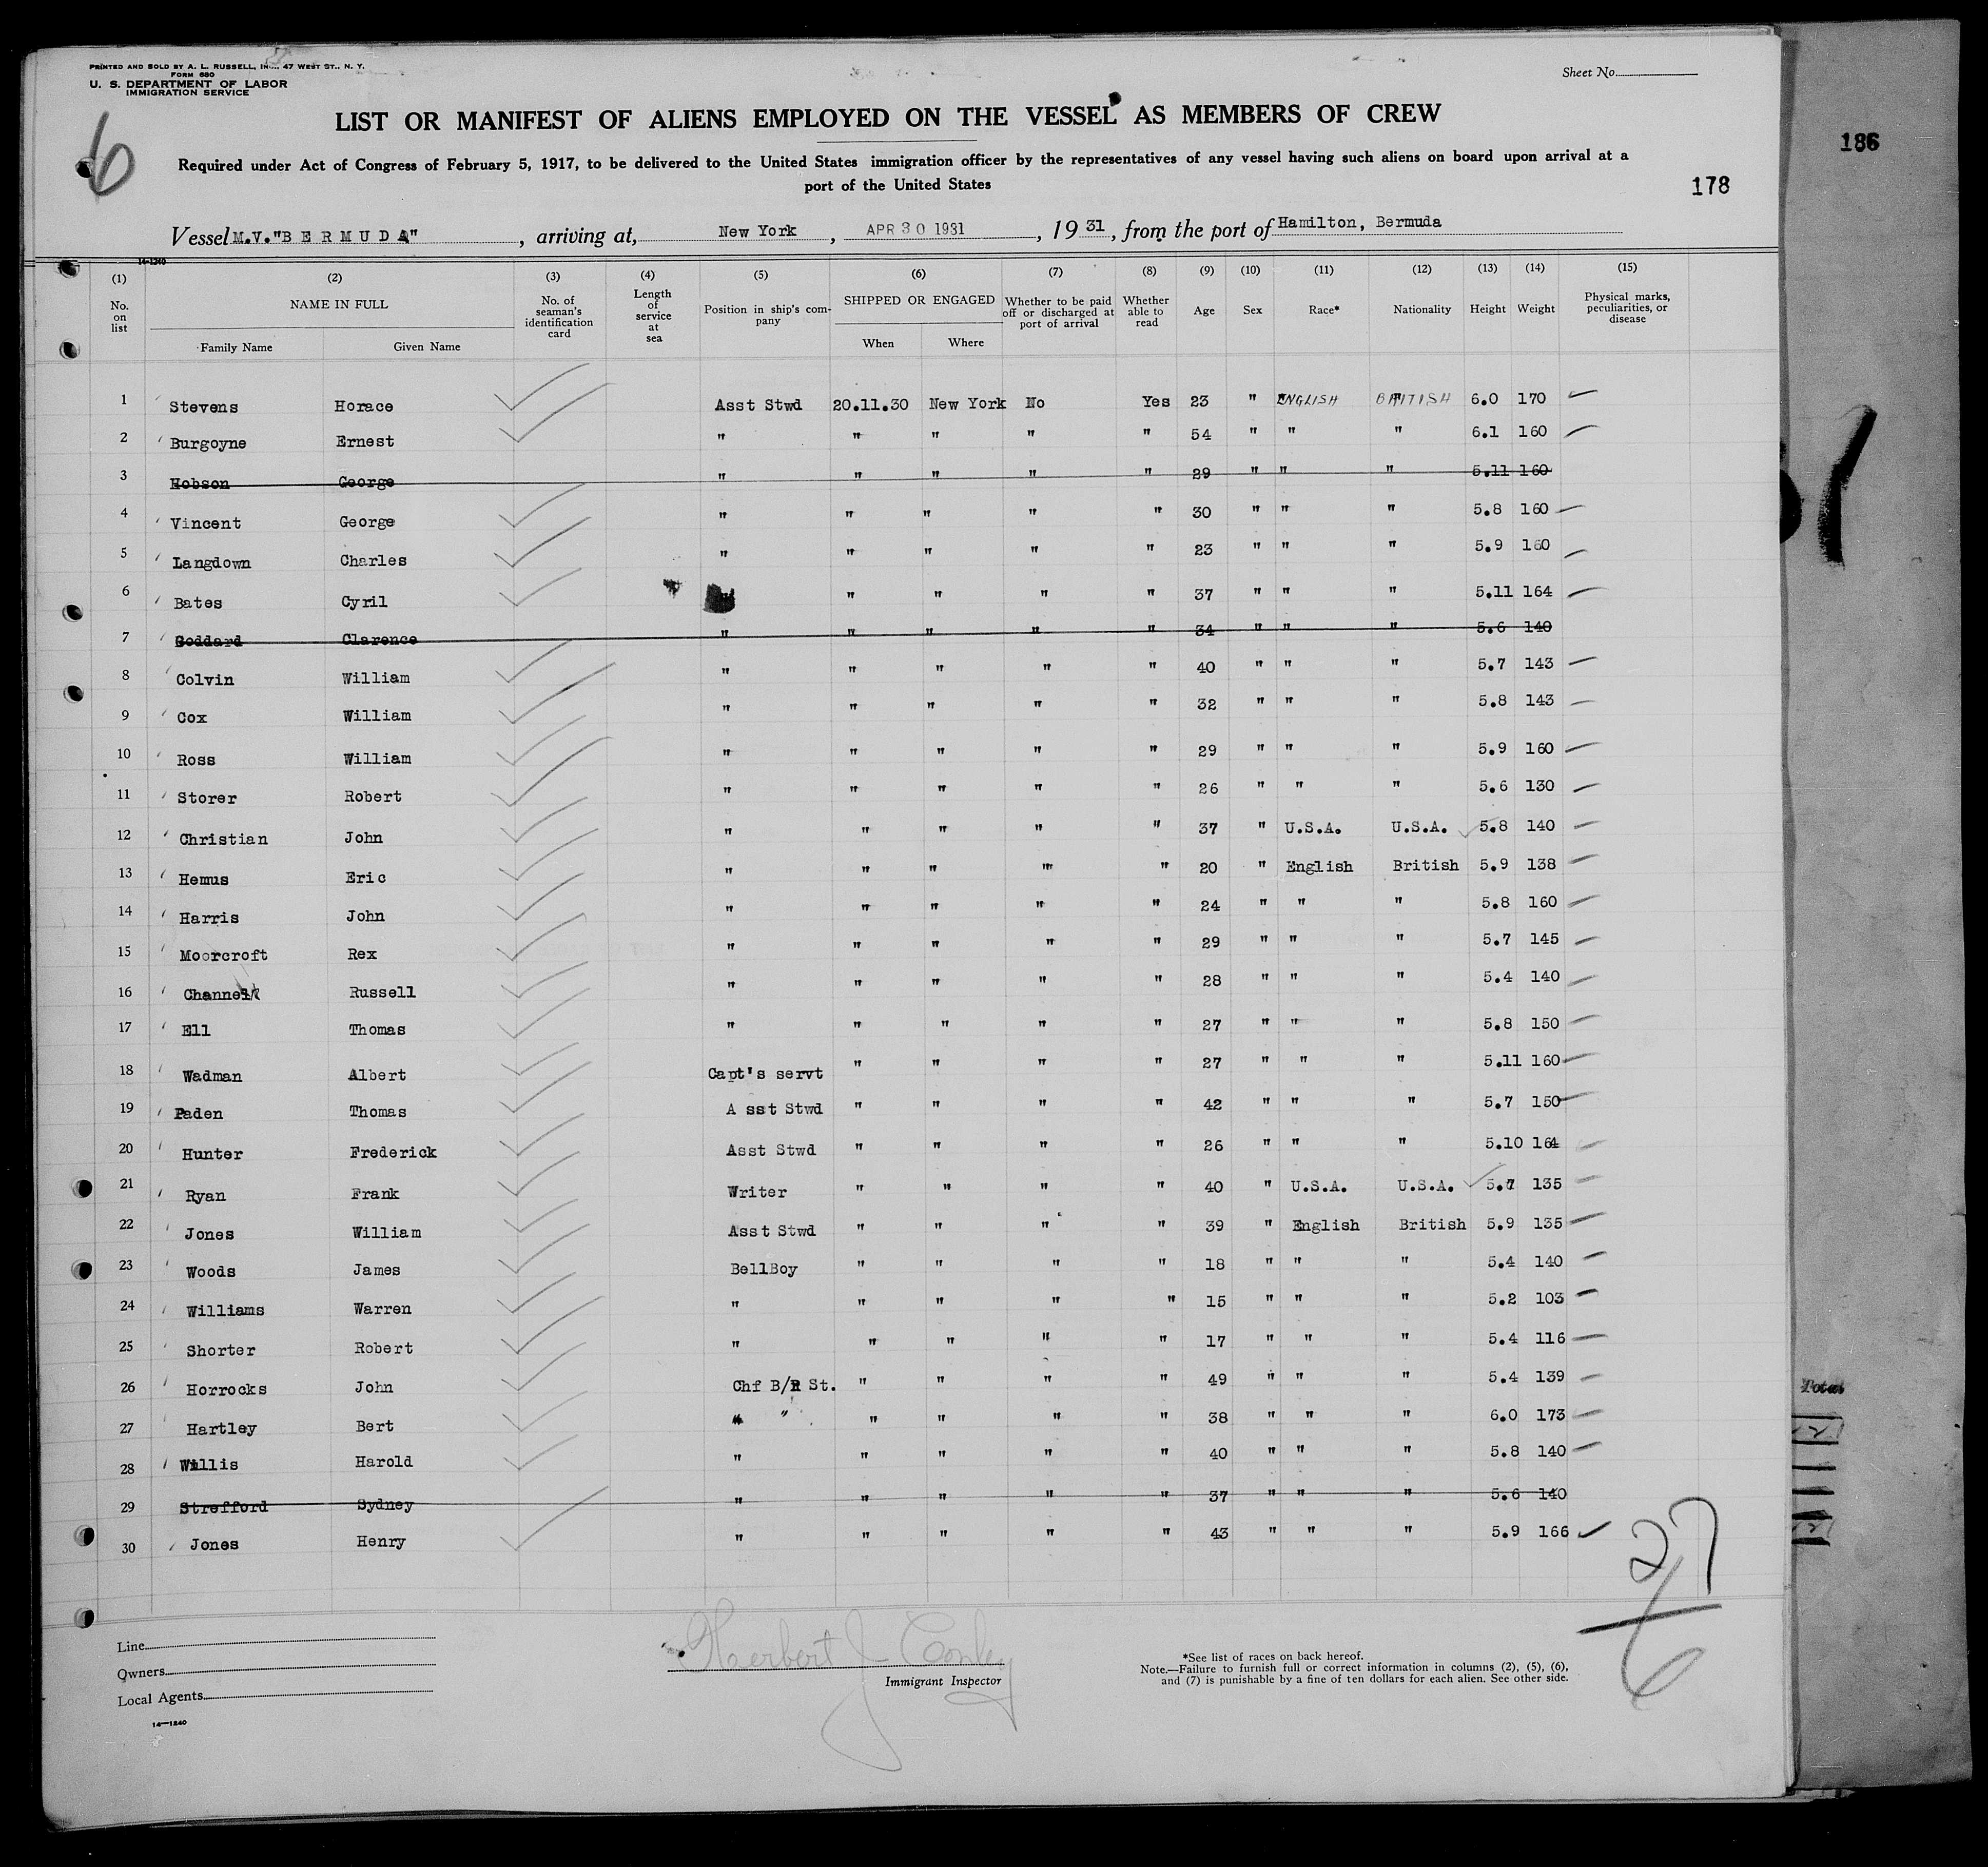 PRINTED AND SOLD BY A. L. RUSSELL, INC., 47 WEST ST., N. Y.
FORM 680
U. S. DEPARTMENT OF LABOR
IMMIGRATION SERVICE
Sheet No.
6
LIST OR MANIFEST OF ALIENS EMPLOYED ON THE VESSEL AS MEMBERS OF CREW
186
Required under Act of Congress of February 5, 1917, to be delivered to the United States immigration officer by the representatives of any vessel having such aliens on board upon arrival at a
port of the United States
178
Vessel M.V."BERMUDA", arriving at, New York, APR 30 1931, 1931, from the port of Hamilton, Bermuda
14-1240
(1) (2) (3) (4) (5) (6) (7) (8) (9) (10) (11) (12) (13) (14) (15)
No. on list
NAME IN FULL
Family Name Given Name
No. of seaman's identification card
Length of service at sea
Position in ship's company
SHIPPED OR ENGAGED
When Where
Whether to be paid off or discharged at port of arrival
Whether able to read
Age
Sex
Race*
Nationality
Height
Weight
Physical marks, peculiarities, or disease
1 Stevens Horace Asst Stwd 20.11.30 New York No Yes 23 " ENGLISH BRITISH 6.0 170
2 Burgoyne Ernest " " " " " 54 " " " 6.1 160
3 Hobson George " " " " " 29 " " " 5.11 160
4 Vincent George " " " " " 30 " " " 5.8 160
5 Langdown Charles " " " " " 23 " " " 5.9 160
6 Bates Cyril " " " " 37 " " " 5.11 164
7 Goddard Clarence " " " " " 34 " " " 5.6 140
8 Colvin William " " " " " 40 " " " 5.7 143
9 Cox William " " " " " 32 " " " 5.8 143
10 Ross William " " " " " 29 " " " 5.9 160
11 Storer Robert " " " " " 26 " " " 5.6 130
12 Christian John " " " " " 37 " U.S.A. U.S.A. 5.8 140
13 Hemus Eric " " " " " 20 " English British 5.9 138
14 Harris John " " " " " 24 " " " 5.8 160
15 Moorcroft Rex " " " " " 29 " " " 5.7 145
16 Channell Russell " " " " " 28 " " " 5.4 140
17 Ell Thomas " " " " " 27 " " " 5.8 150
18 Wadman Albert Capt's servt " " " " 27 " " " 5.11 160
19 Paden Thomas A sst Stwd " " " " 42 " " " 5.7 150
20 Hunter Frederick Asst Stwd " " " " 26 " " " 5.10 164
21 Ryan Frank Writer " " " " 40 " U.S.A. U.S.A. 5.7 135
22 Jones William Asst Stwd " " " " 39 " English British 5.9 135
23 Woods James BellBoy " " " " 18 " " " 5.4 140
24 Williams Warren " " " " " 15 " " " 5.2 103
25 Shorter Robert " " " " " 17 " " " 5.4 116
26 Horrocks John Chf B/R St. " " " " 49 " " " 5.4 139
27 Hartley Bert " " " " " " 38 " " " 6.0 173
28 Willis Harold " " " " " 40 " " " 5.8 140
29 Strefford Sydney " " " " " 37 " " " 5.6 140
30 Jones Henry " " " " " 43 " " " 5.9 166
Total
27
6
Line
Owners
Local Agents
14—1240
Herbert J Conley
Immigrant Inspector
*See list of races on back hereof.
Note.—Failure to furnish full or correct information in columns (2), (5), (6),
and (7) is punishable by a fine of ten dollars for each alien. See other side.